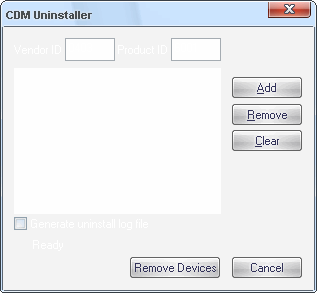 CDM Uninstaller
Vendor ID Product ID
Add
Remove
Clear
Generate uninstall log file
Ready
Remove Devices Cancel